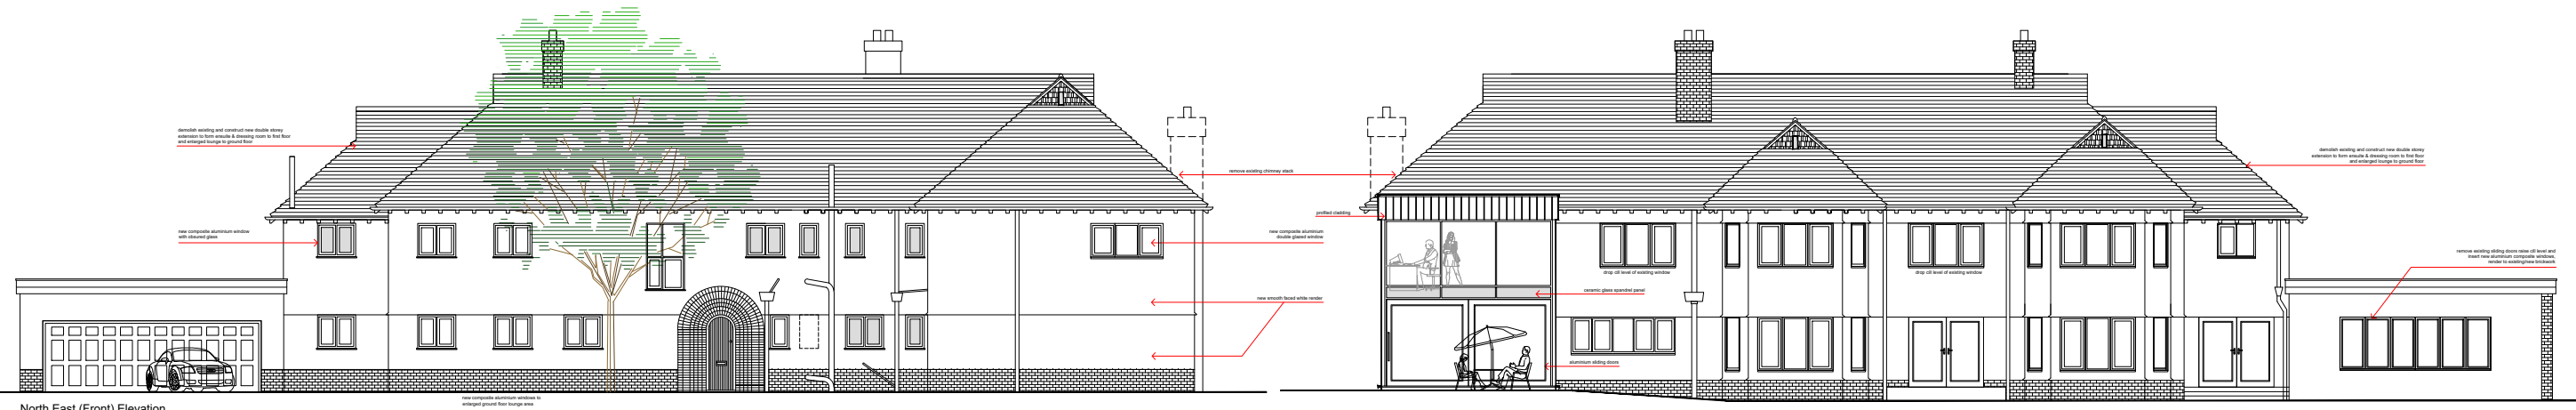 demolish existing and construct new double storey
extension to form ensuite & dressing room to first floor
and enlarged lounge to ground floor
new composite aluminium window
with obsured glass
North East (Front) Elevation
new composite aluminium windows to
enlarged ground floor lounge area
remove existing chimney stack
new composite aluminium
double glazed window
new smooth faced white render
profiled cladding
drop cill level of existing window
ceramic glass spandrel panel
aluminium sliding doors
drop cill level of existing window
demolish existing and construct new double storey
extension to form ensuite & dressing room to first floor
and enlarged lounge to ground floor
remove existing sliding doors raise cill level and
insert new aluminium composite windows,
render to existing/new brickwork